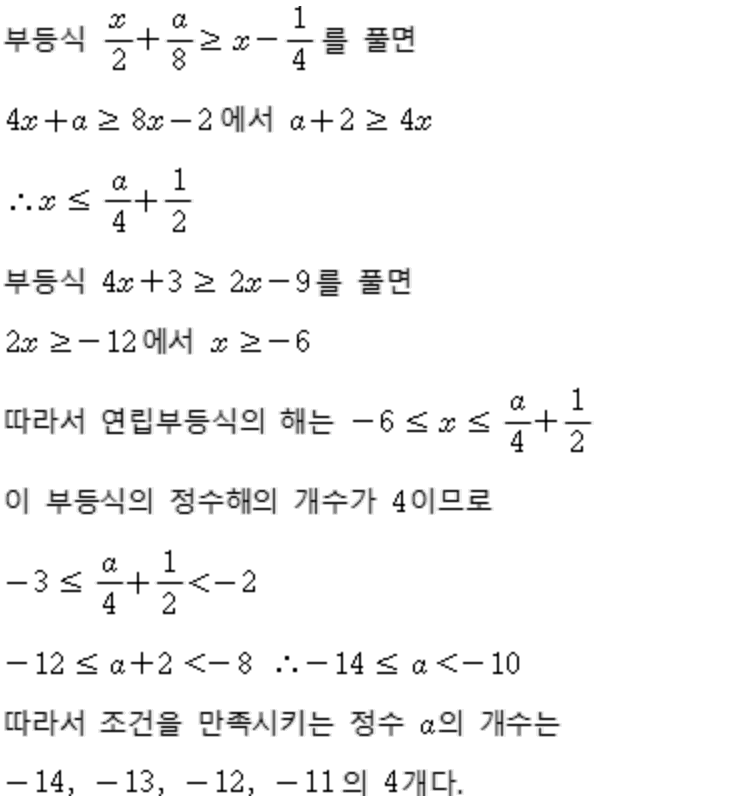 부등식 x/2 + a/8 ≥ x − 1/4 를 풀면
4x + a ≥ 8x − 2 에서 a + 2 ≥ 4x
∴ x ≤ a/4 + 1/2
부등식 4x + 3 ≥ 2x − 9 를 풀면
2x ≥ −12 에서 x ≥ −6
따라서 연립부등식의 해는 −6 ≤ x ≤ a/4 + 1/2
이 부등식의 정수해의 개수가 4이므로
−3 ≤ a/4 + 1/2 < −2
−12 ≤ a + 2 < −8 ∴ −14 ≤ a < −10
따라서 조건을 만족시키는 정수 a의 개수는
−14, −13, −12, −11 의 4개다.